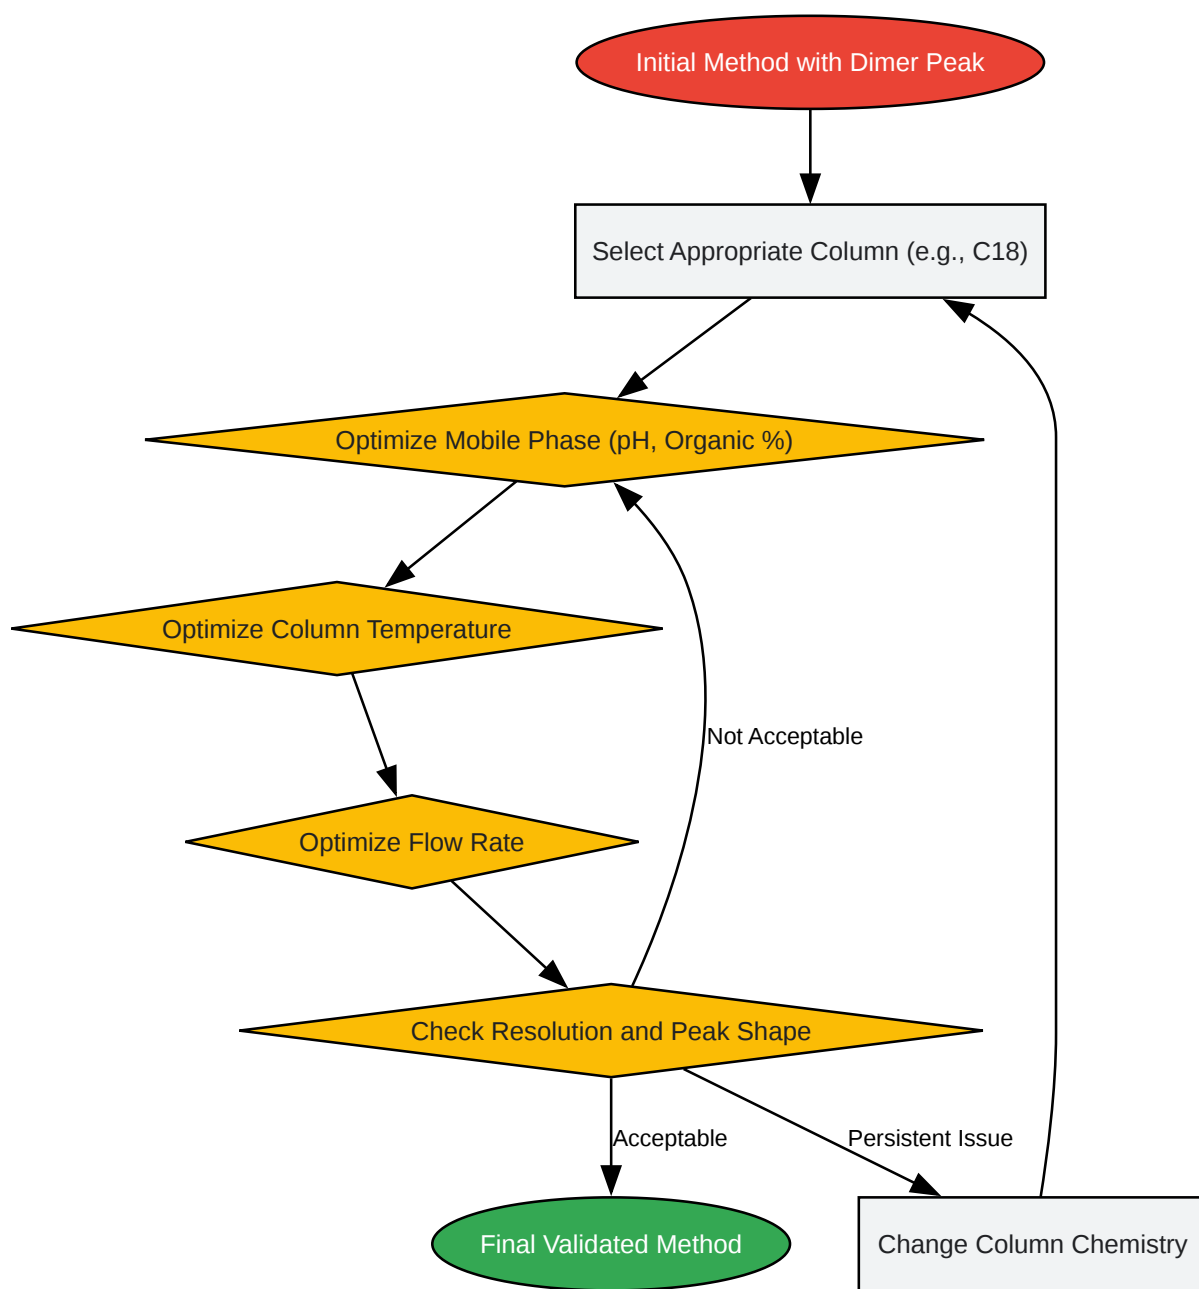 Initial Method with Dimer Peak
Select Appropriate Column (e.g., C18)
Optimize Mobile Phase (pH, Organic %)
Optimize Column Temperature
Not Acceptable
Optimize Flow Rate
Check Resolution and Peak Shape
Acceptable
Persistent Issue
Final Validated Method
Change Column Chemistry